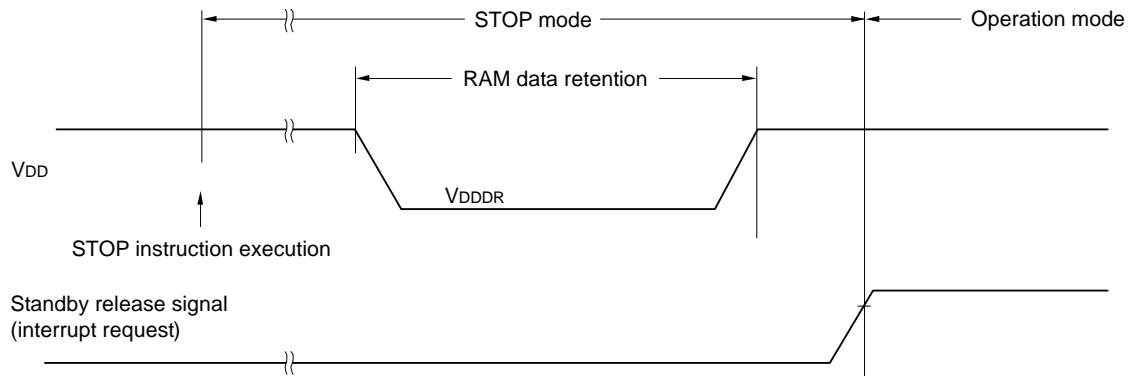 STOP mode
Operation mode
RAM data retention
VDD
VDDDR
STOP instruction execution
Standby release signal
(interrupt request)